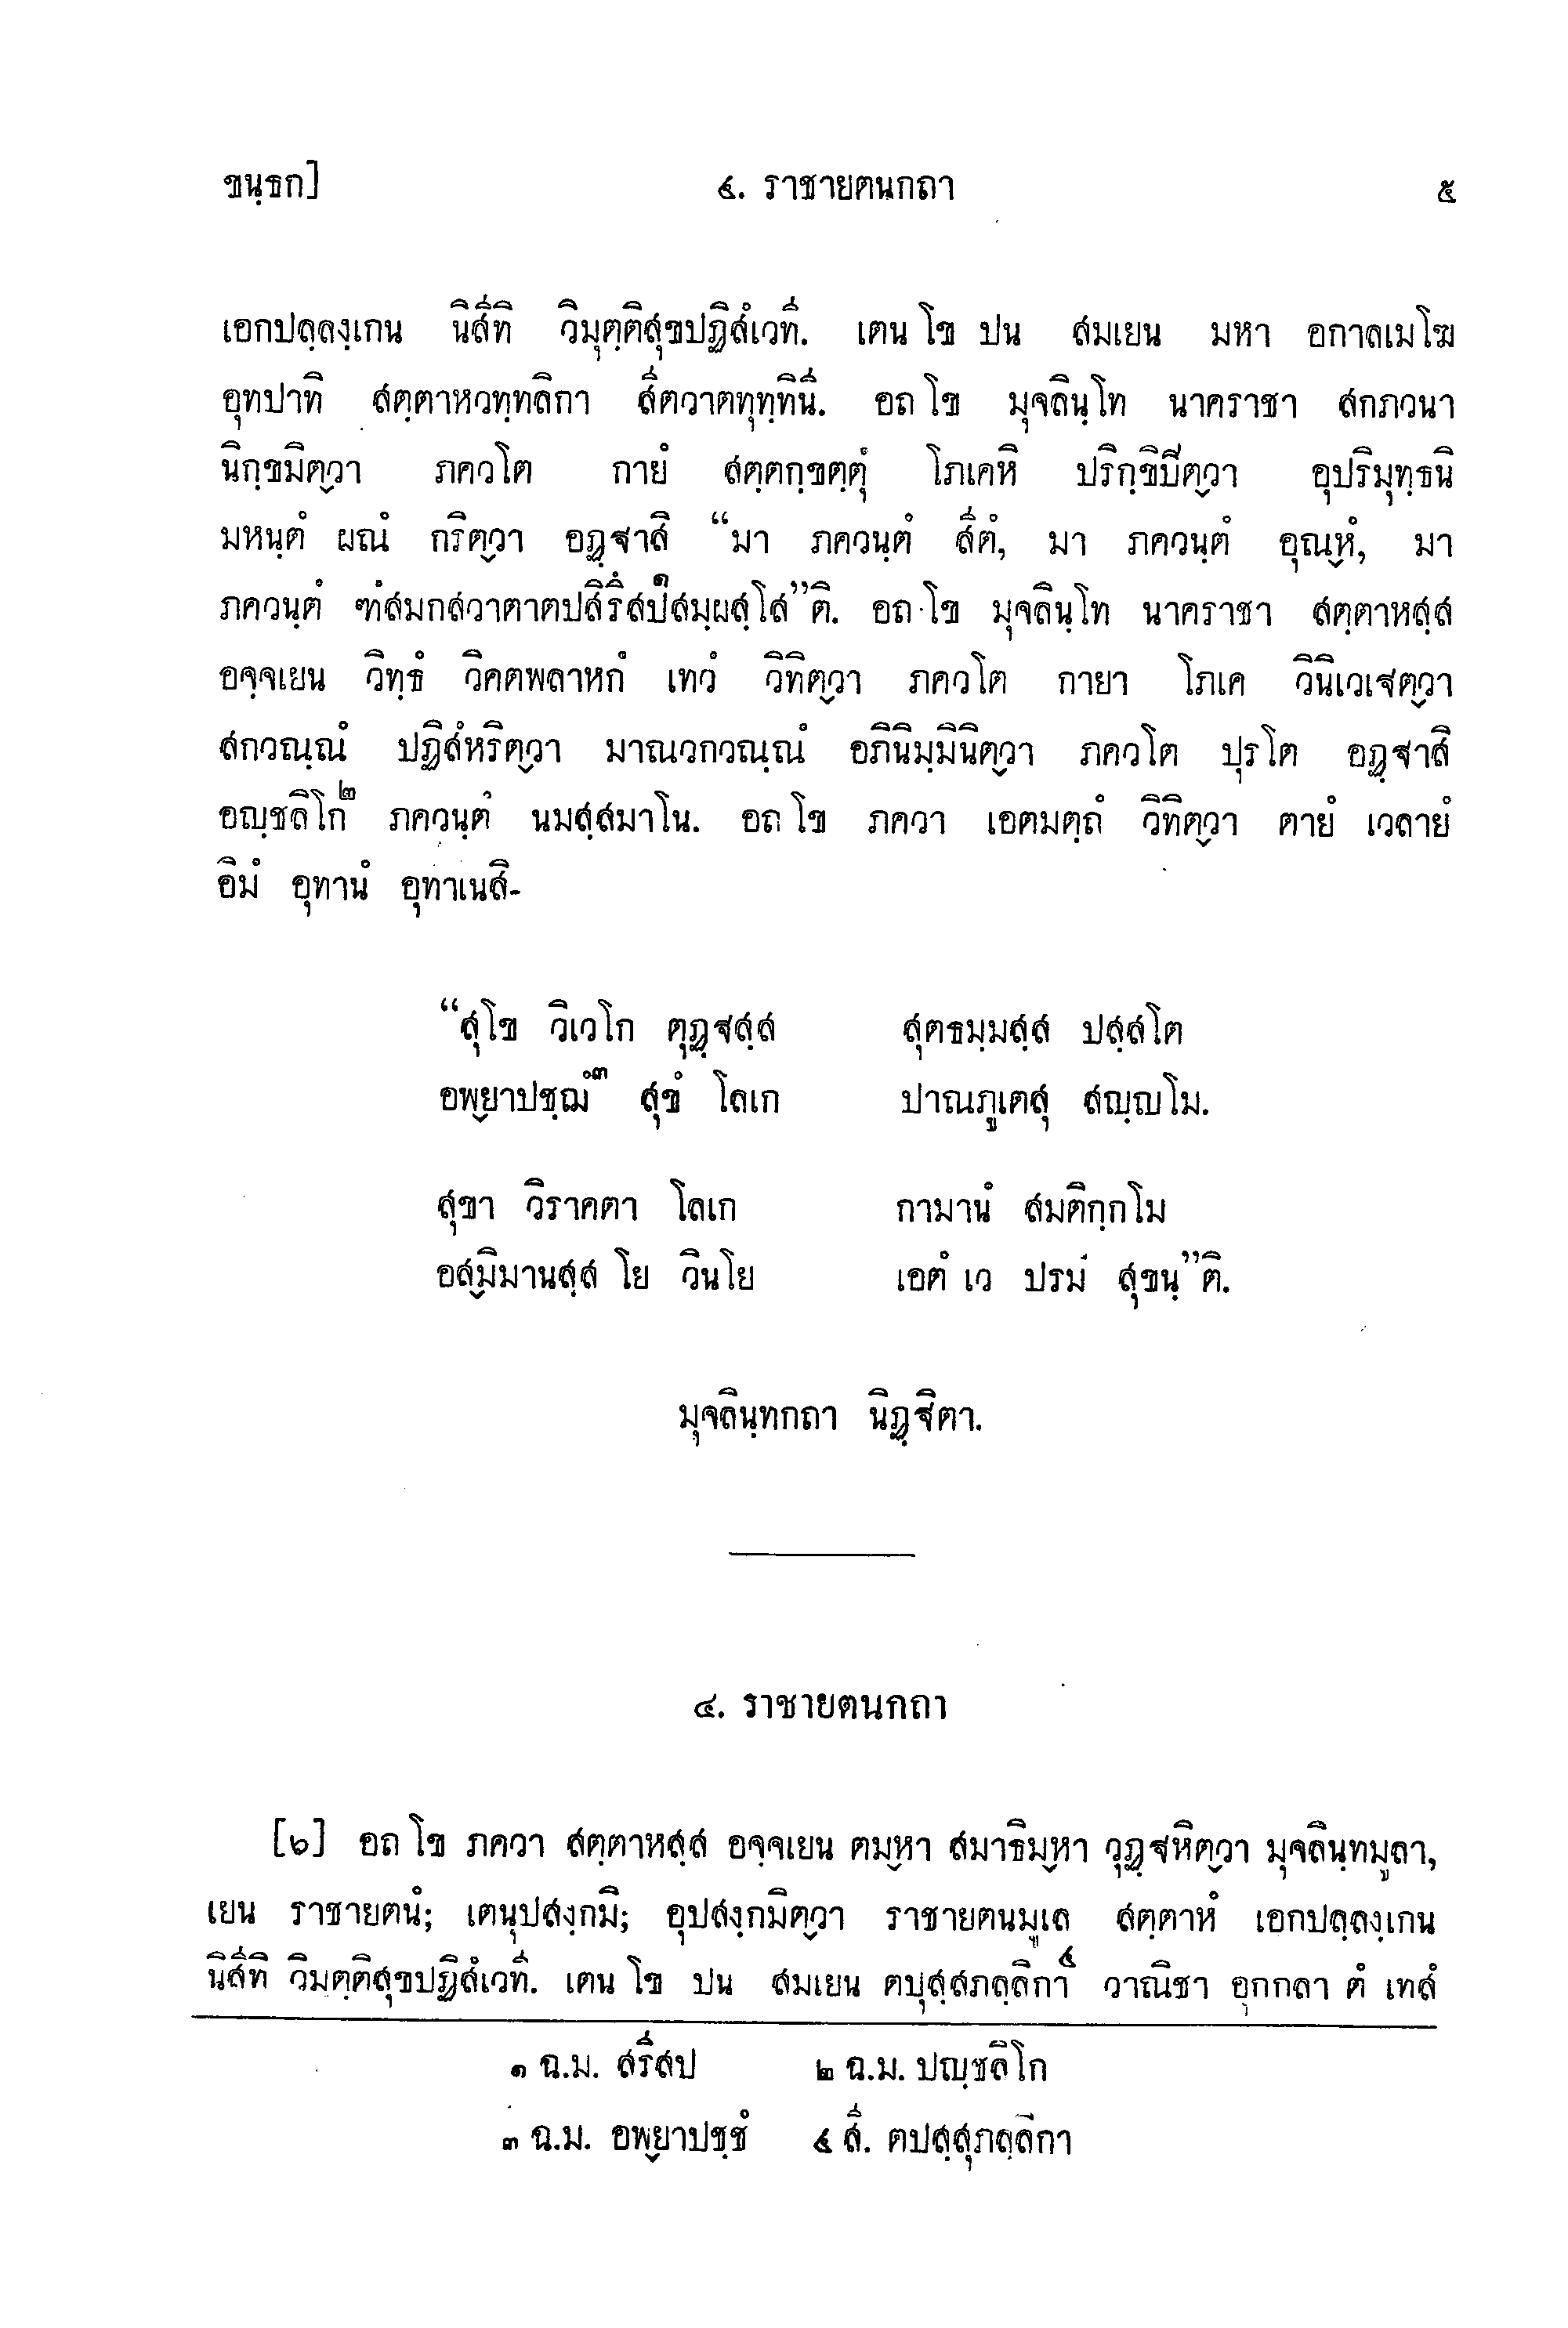 ขนฺธก] ๔. ราชายตนกถา ๕
เอกปลฺลงฺเกน นิสีทิ วิมุตฺติสุขปฏิสํเวที. เตน โข ปน สมเยน มหา อกาลเมโฆ
อุทปาทิ สตฺตาหวทฺทลิกา สีตวาตทุทฺทินี. อถ โข มุจลินฺโท นาคราชา สกภวนา
นิกฺขมิตฺวา ภควโต กายํ สตฺตกฺขตฺตุํ โภเคหิ ปริกฺขิปิตฺวา อุปริมุทฺธนิ
มหนฺตํ ผณํ กริตฺวา อฏฺฐาสิ “มา ภควนฺตํ สีตํ, มา ภควนฺตํ อุณฺหํ, มา
ภควนฺตํ ฑํสมกสวาตาตปสิรึสป๑สมฺผสฺโส”ติ. อถ โข มุจลินฺโท นาคราชา สตฺตาหสฺส
อจฺจเยน วิทฺธํ วิคตพลาหกํ เทวํ วิทิตฺวา ภควโต กายา โภเค วินิเวเฐตฺวา
สกวณฺณํ ปฏิสํหริตฺวา มาณวกวณฺณํ อภินิมฺมินิตฺวา ภควโต ปุรโต อฏฺฐาสิ
อญฺชลิโก๒ ภควนฺตํ นมสฺสมาโน. อถ โข ภควา เอตมตฺถํ วิทิตฺวา ตายํ เวลายํ
อิมํ อุทานํ อุทาเนสิ-
“สุโข วิเวโก ตุฏฺฐสฺส สุตธมฺมสฺส ปสฺสโต
อพฺยาปชฺฌํ๓ สุขํ โลเก ปาณภูเตสุ สญฺญโม.
สุขา วิราคตา โลเก กามานํ สมติกฺกโม
อสฺมิมานสฺส โย วินโย เอตํ เว ปรมํ สุขนฺ”ติ.
มุจลินฺทกถา นิฏฺฐิตา.
๔. ราชายตนกถา
[๖] อถ โข ภควา สตฺตาหสฺส อจฺจเยน ตมฺหา สมาธิมฺหา วุฏฺฐหิตฺวา มุจลินฺทมูลา,
เยน ราชายตนํ; เตนุปสงฺกมิ; อุปสงฺกมิตฺวา ราชายตนมูเล สตฺตาหํ เอกปลฺลงฺเกน
นิสีทิ วิมตฺติสุขปฏิสํเวที. เตน โข ปน สมเยน ตปุสฺสภลฺลิกา๔ วาณิชา อุกกลา ตํ เทสํ
๑ ฉ.ม. สรีสป ๒ ฉ.ม. ปญฺชลิโก
๓ ฉ.ม. อพฺยาปชฺชํ ๔ สี. ตปสฺสุภลฺลิกา